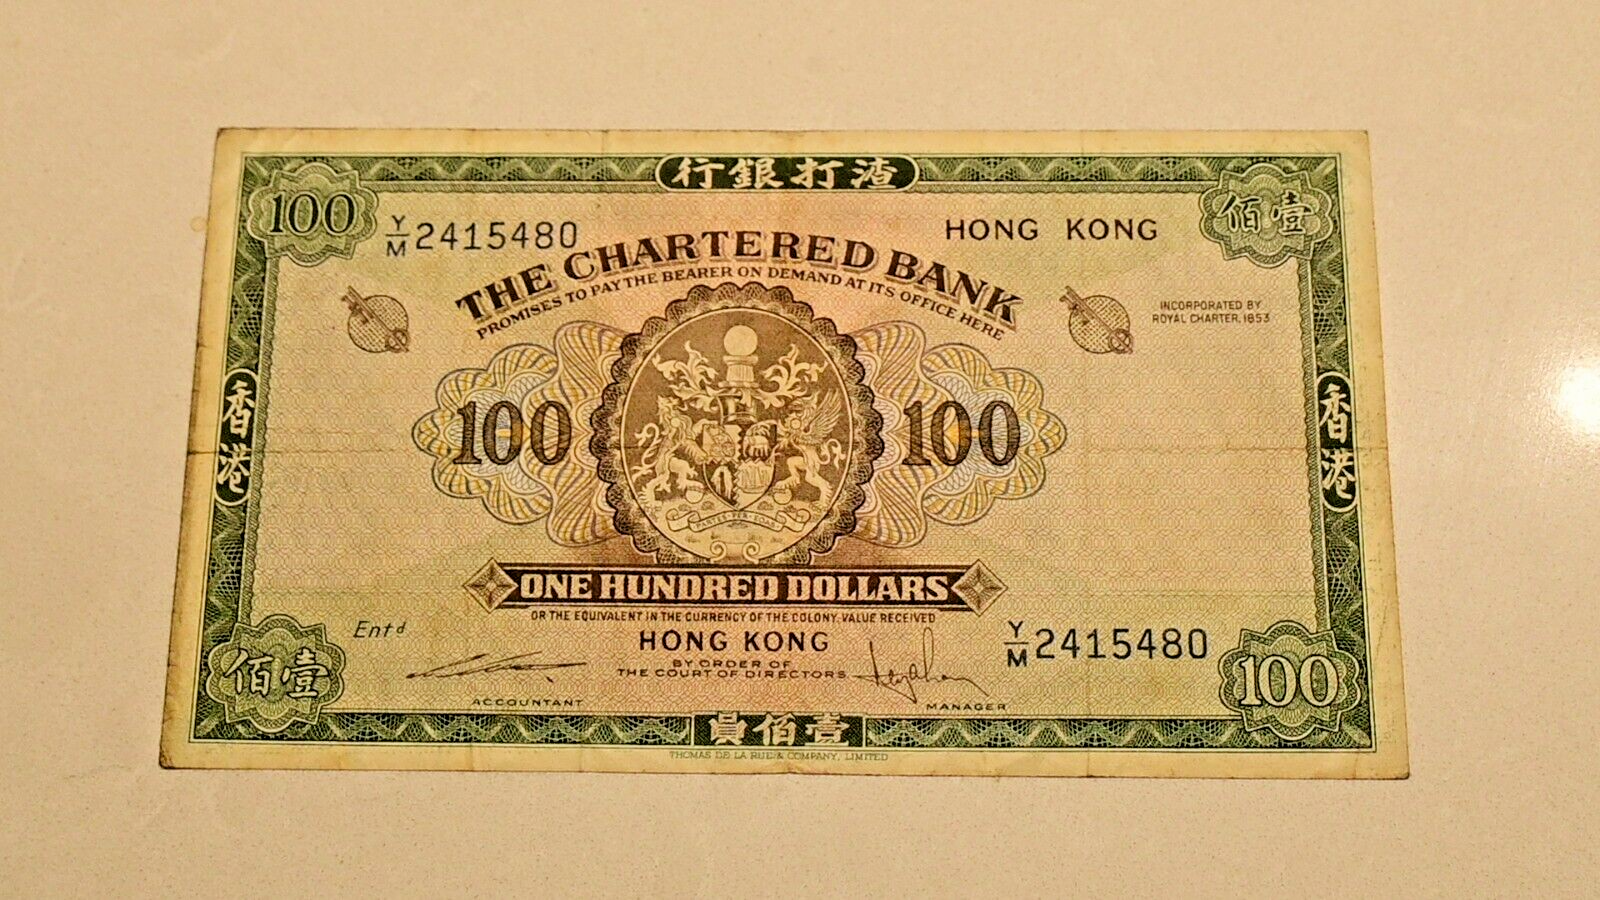 行銀打渣
100
Y/M 2415480
HONG KONG
佰壹
THE CHARTERED BANK
PROMISES TO PAY THE BEARER ON DEMAND AT ITS OFFICE HERE
INCORPORATED BY
ROYAL CHARTER, 1853
香港
100
100
香港
ONE HUNDRED DOLLARS
OR THE EQUIVALENT IN THE CURRENCY OF THE COLONY, VALUE RECEIVED
Entd
HONG KONG
Y/M 2415480
BY ORDER OF
THE COURT OF DIRECTORS
佰壹
100
ACCOUNTANT
MANAGER
員佰壹
THOMAS DE LA RUE & COMPANY, LIMITED